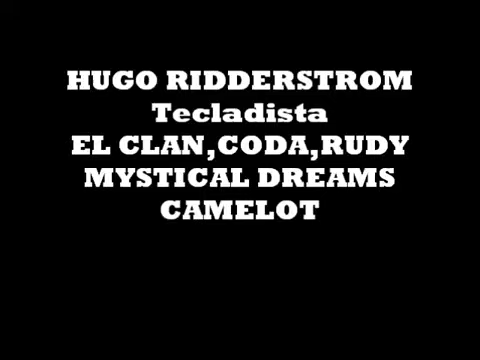 HUGO RIDDERSTROM
Tecladista
EL CLAN,CODA,RUDY
MYSTICAL DREAMS
CAMELOT